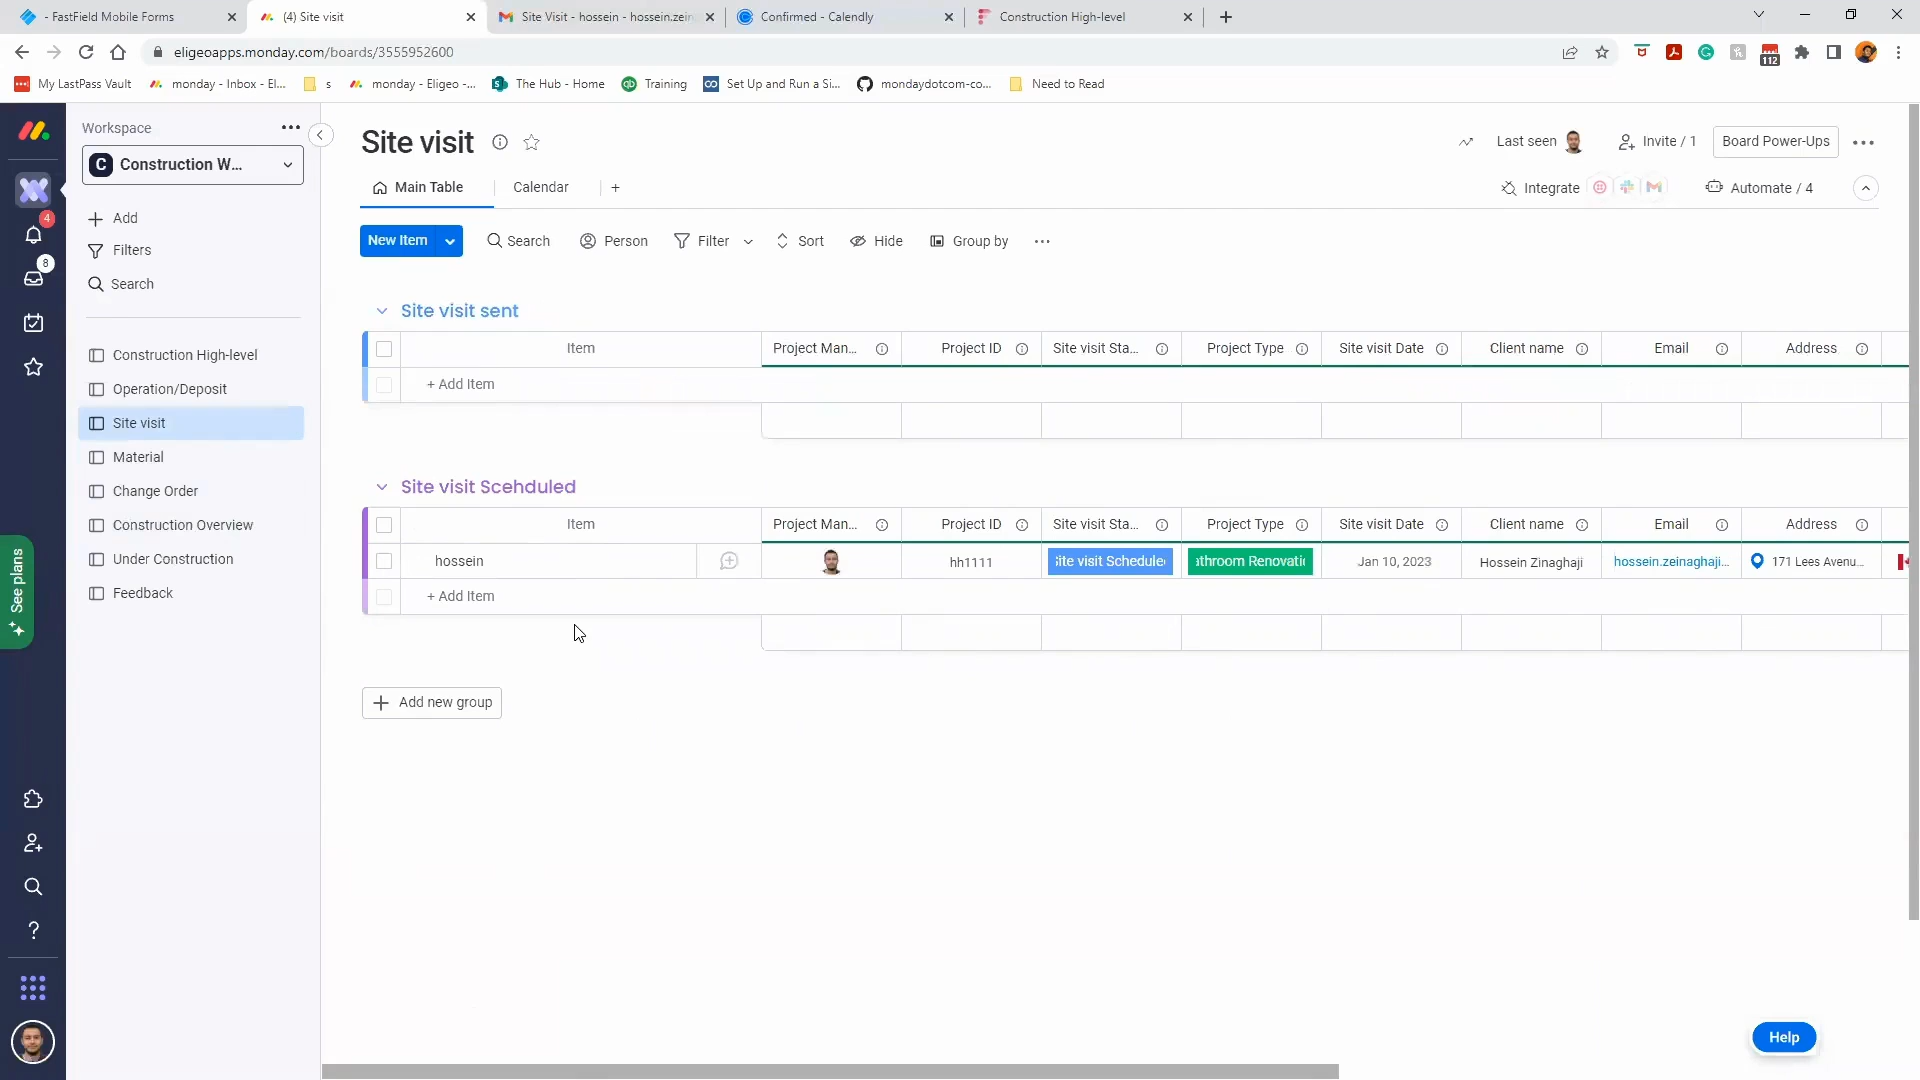 - FastField Mobile Forms
(4) Site visit
Site Visit - hossein - hossein.zein
Confirmed - Calendly
Construction High-level
eligeoapps.monday.com/boards/3555952600
112
My LastPass Vault
monday - Inbox - El...
s
monday - Eligeo -...
The Hub - Home
Training
Set Up and Run a Si...
mondaydotcom-co...
Need to Read
Workspace
C
Construction W...
Add
Filters
Search
Construction High-level
Operation/Deposit
Site visit
Material
Change Order
Construction Overview
Under Construction
Feedback
4
8
See plans
Site visit
Last seen
Invite / 1
Board Power-Ups
Main Table
Calendar
Integrate
Automate / 4
New Item
Search
Person
Filter
Sort
Hide
Group by
Site visit sent
Item
Project Man...
Project ID
Site visit Sta...
Project Type
Site visit Date
Client name
Email
Address
+ Add Item
Site visit Scehduled
Item
Project Man...
Project ID
Site visit Sta...
Project Type
Site visit Date
Client name
Email
Address
hossein
hh1111
ite visit Schedule
athroom Renovatic
Jan 10, 2023
Hossein Zinaghaji
hossein.zeinaghaji...
171 Lees Avenu...
+ Add Item
Add new group
Help